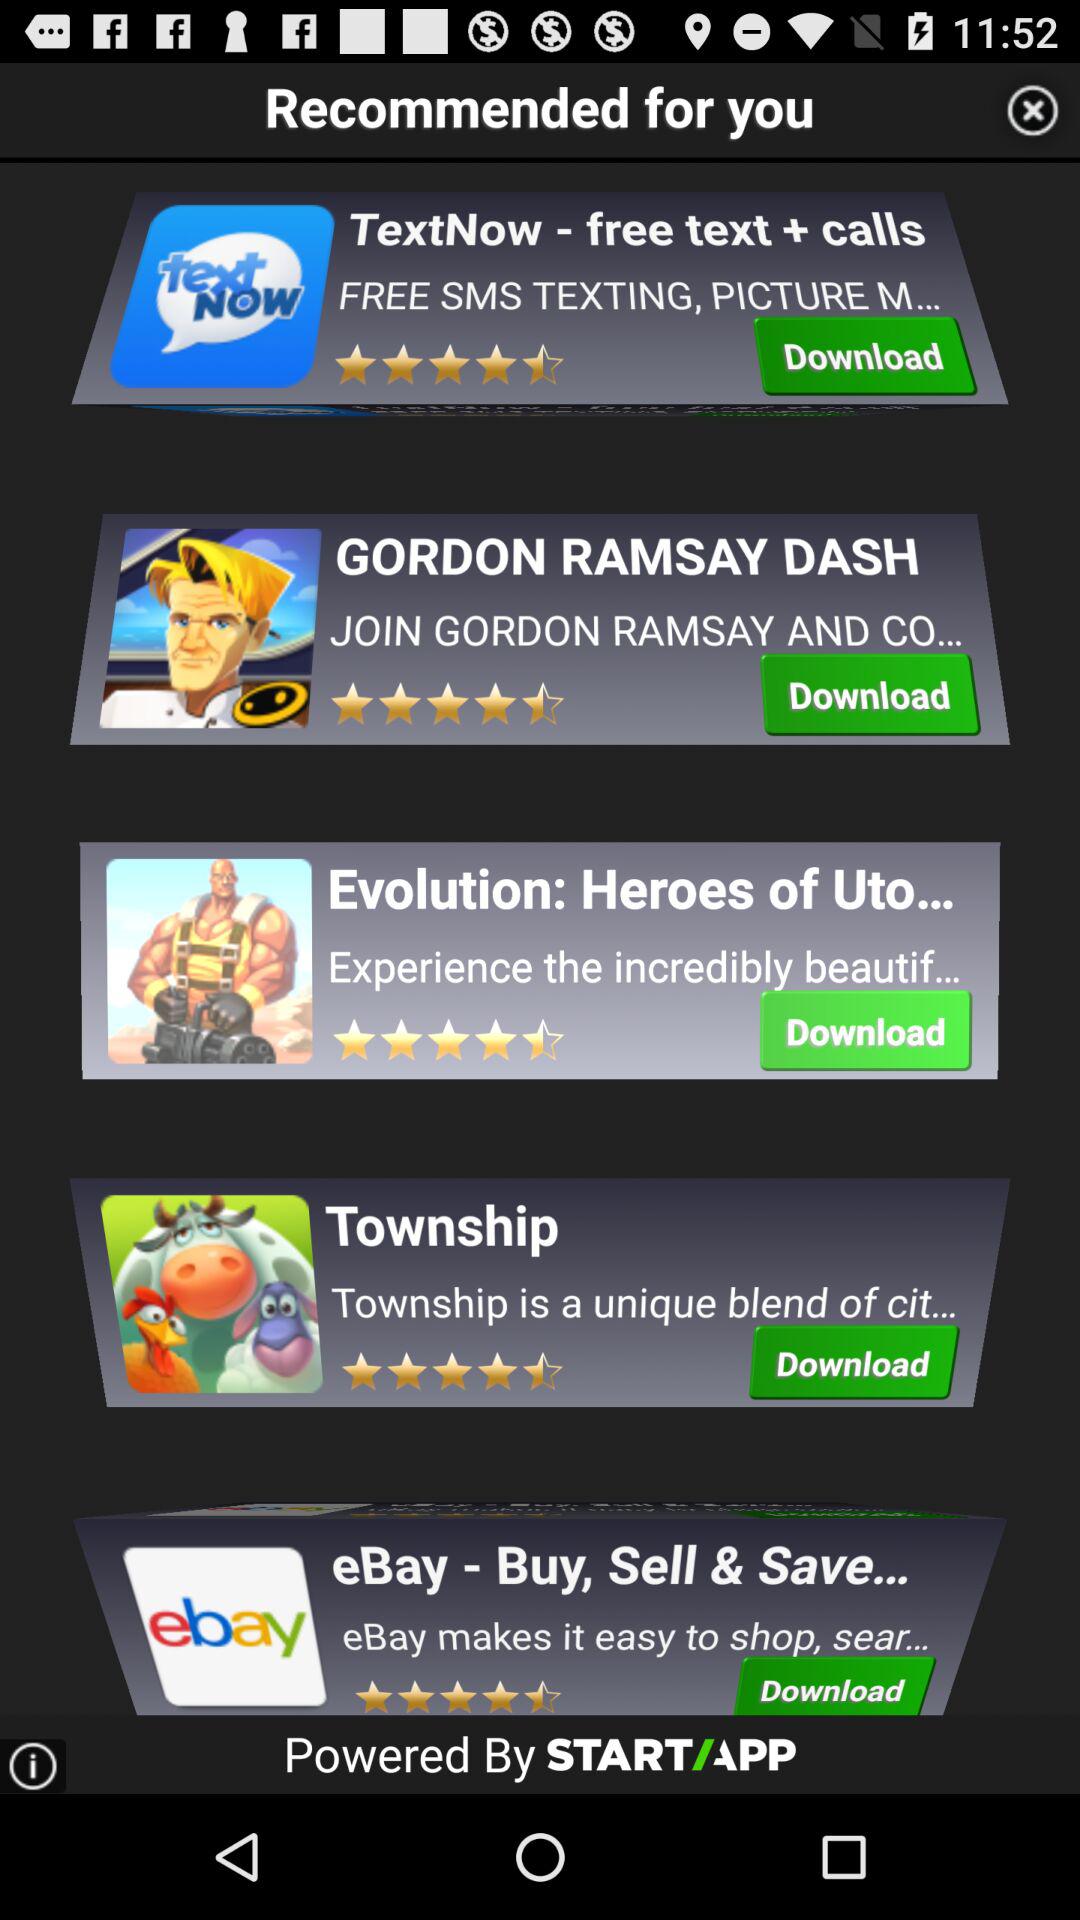 11:52
Recommended for you
text NOW
TextNow - free text + calls
FREE SMS TEXTING, PICTURE M...
Download
GORDON RAMSAY DASH
JOIN GORDON RAMSAY AND CO...
Download
Evolution: Heroes of Uto...
Experience the incredibly beautif...
Download
Township
Township is a unique blend of cit...
Download
ebay
eBay - Buy, Sell & Save...
eBay makes it easy to shop, sear...
Download
Powered By START/APP